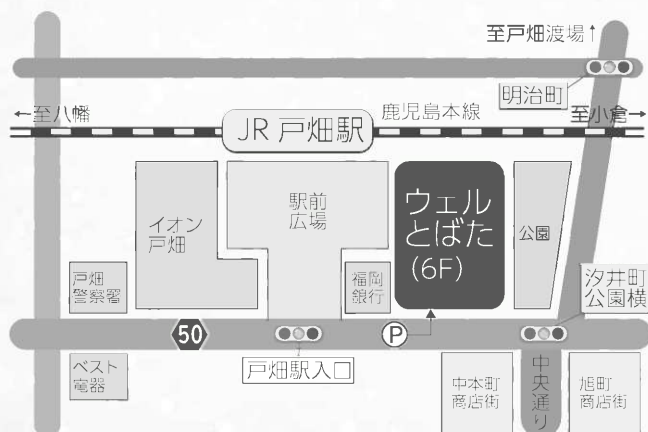 至戸畑渡場↑
明治町
←至八幡
鹿児島本線
至小倉→
JR 戸畑駅
イオン
戸畑
駅前
広場
ウェル
とばた
(6F)
公園
戸畑
警察署
福岡
銀行
汐井町
公園横
50
P
戸畑駅入口
ベスト
電器
中本町
商店街
中央通り
旭町
商店街